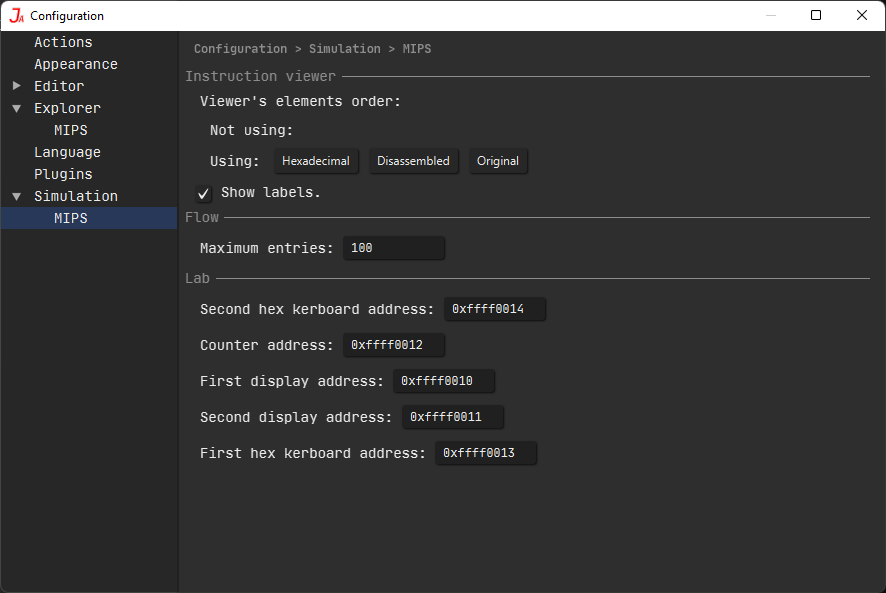 JA Configuration
Actions
Appearance
Editor
Explorer
MIPS
Language
Plugins
Simulation
MIPS
Configuration > Simulation > MIPS
Instruction viewer
Viewer's elements order:
Not using:
Using: Hexadecimal Disassembled Original
Show labels.
Flow
Maximum entries: 100
Lab
Second hex kerboard address: 0xffff0014
Counter address: 0xffff0012
First display address: 0xffff0010
Second display address: 0xffff0011
First hex kerboard address: 0xffff0013